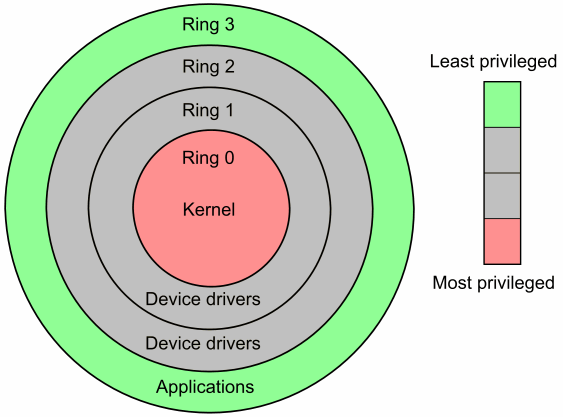 Ring 3
Ring 2
Ring 1
Ring 0
Kernel
Device drivers
Device drivers
Applications
Least privileged
Most privileged